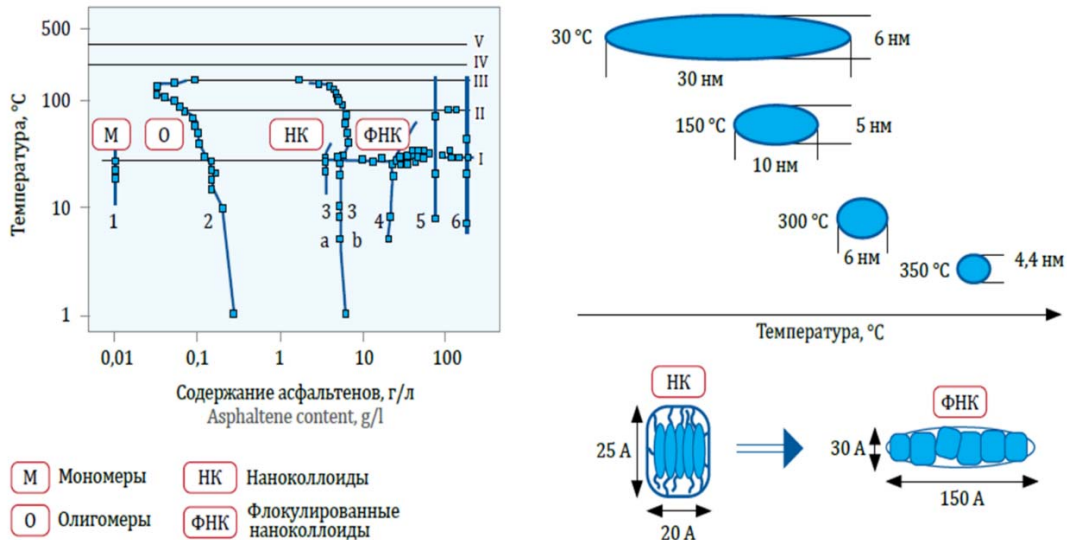 Температура, °C
500
100
10
1
V
IV
III
II
I
М
О
НК
ФНК
1
2
3
3
a
b
4
5
6
0,01
0,1
1
10
100
Содержание асфальтенов, г/л
Asphaltene content, g/l
М Мономеры
НК Наноколлоиды
О Олигомеры
ФНК Флокулированные
наноколлоиды
30 °C
6 нм
30 нм
150 °C
5 нм
10 нм
300 °C
6 нм
350 °C
4,4 нм
Температура, °C
НК
25 А
20 А
ФНК
30 А
150 А